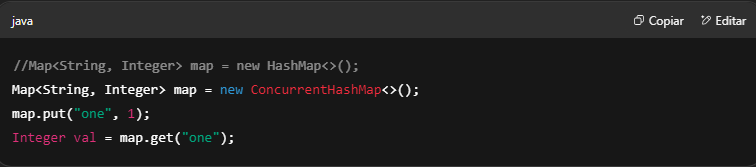 java
Copiar
Editar
//Map<String, Integer> map = new HashMap<>();
Map<String, Integer> map = new ConcurrentHashMap<>();
map.put("one", 1);
Integer val = map.get("one");